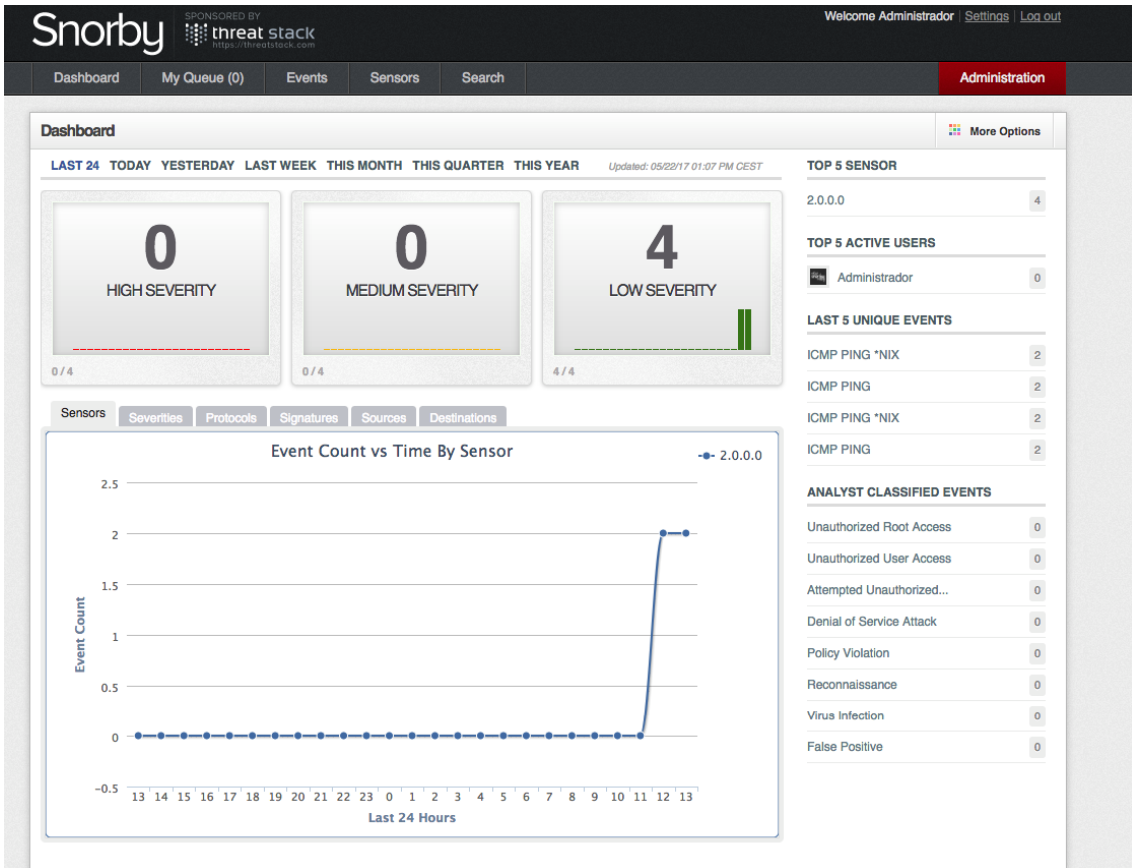 Snorby
SPONSORED BY
threat stack
https://threatstack.com
Welcome Administrador | Settings | Log out
Dashboard My Queue (0) Events Sensors Search Administration
Dashboard More Options
LAST 24 TODAY YESTERDAY LAST WEEK THIS MONTH THIS QUARTER THIS YEAR Updated: 05/22/17 01:07 PM CEST
0
HIGH SEVERITY
0 / 4
0
MEDIUM SEVERITY
0 / 4
4
LOW SEVERITY
4 / 4
Sensors Severities Protocols Signatures Sources Destinations
Event Count vs Time By Sensor
2.0.0.0
Event Count
2.5
2
1.5
1
0.5
0
−0.5
13 14 15 16 17 18 19 20 21 22 23 0 1 2 3 4 5 6 7 8 9 10 11 12 13
Last 24 Hours
TOP 5 SENSOR
2.0.0.0 4
TOP 5 ACTIVE USERS
Administrador 0
LAST 5 UNIQUE EVENTS
ICMP PING *NIX 2
ICMP PING 2
ICMP PING *NIX 2
ICMP PING 2
ANALYST CLASSIFIED EVENTS
Unauthorized Root Access 0
Unauthorized User Access 0
Attempted Unauthorized... 0
Denial of Service Attack 0
Policy Violation 0
Reconnaissance 0
Virus Infection 0
False Positive 0